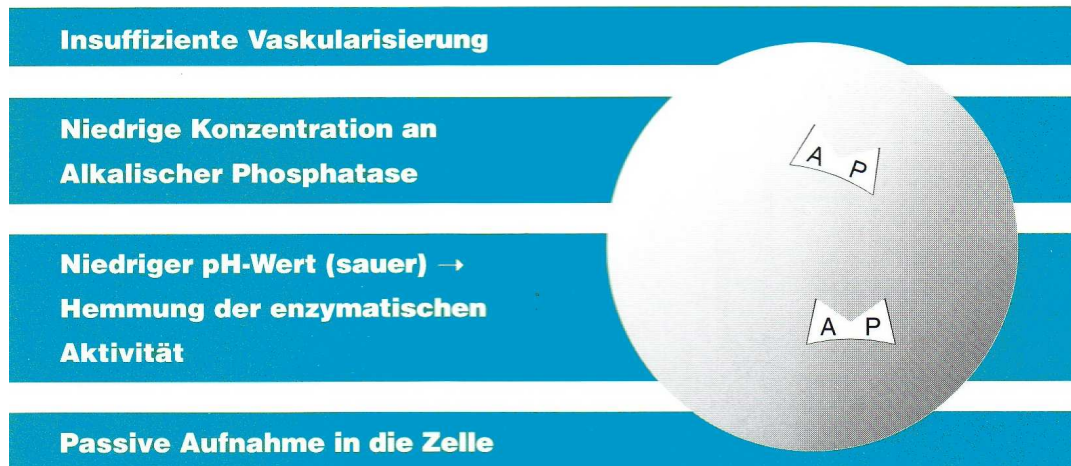 Insuffiziente Vaskularisierung
Niedrige Konzentration an
Alkalischer Phosphatase
A P
Niedriger pH-Wert (sauer) →
Hemmung der enzymatischen
Aktivität
A P
Passive Aufnahme in die Zelle